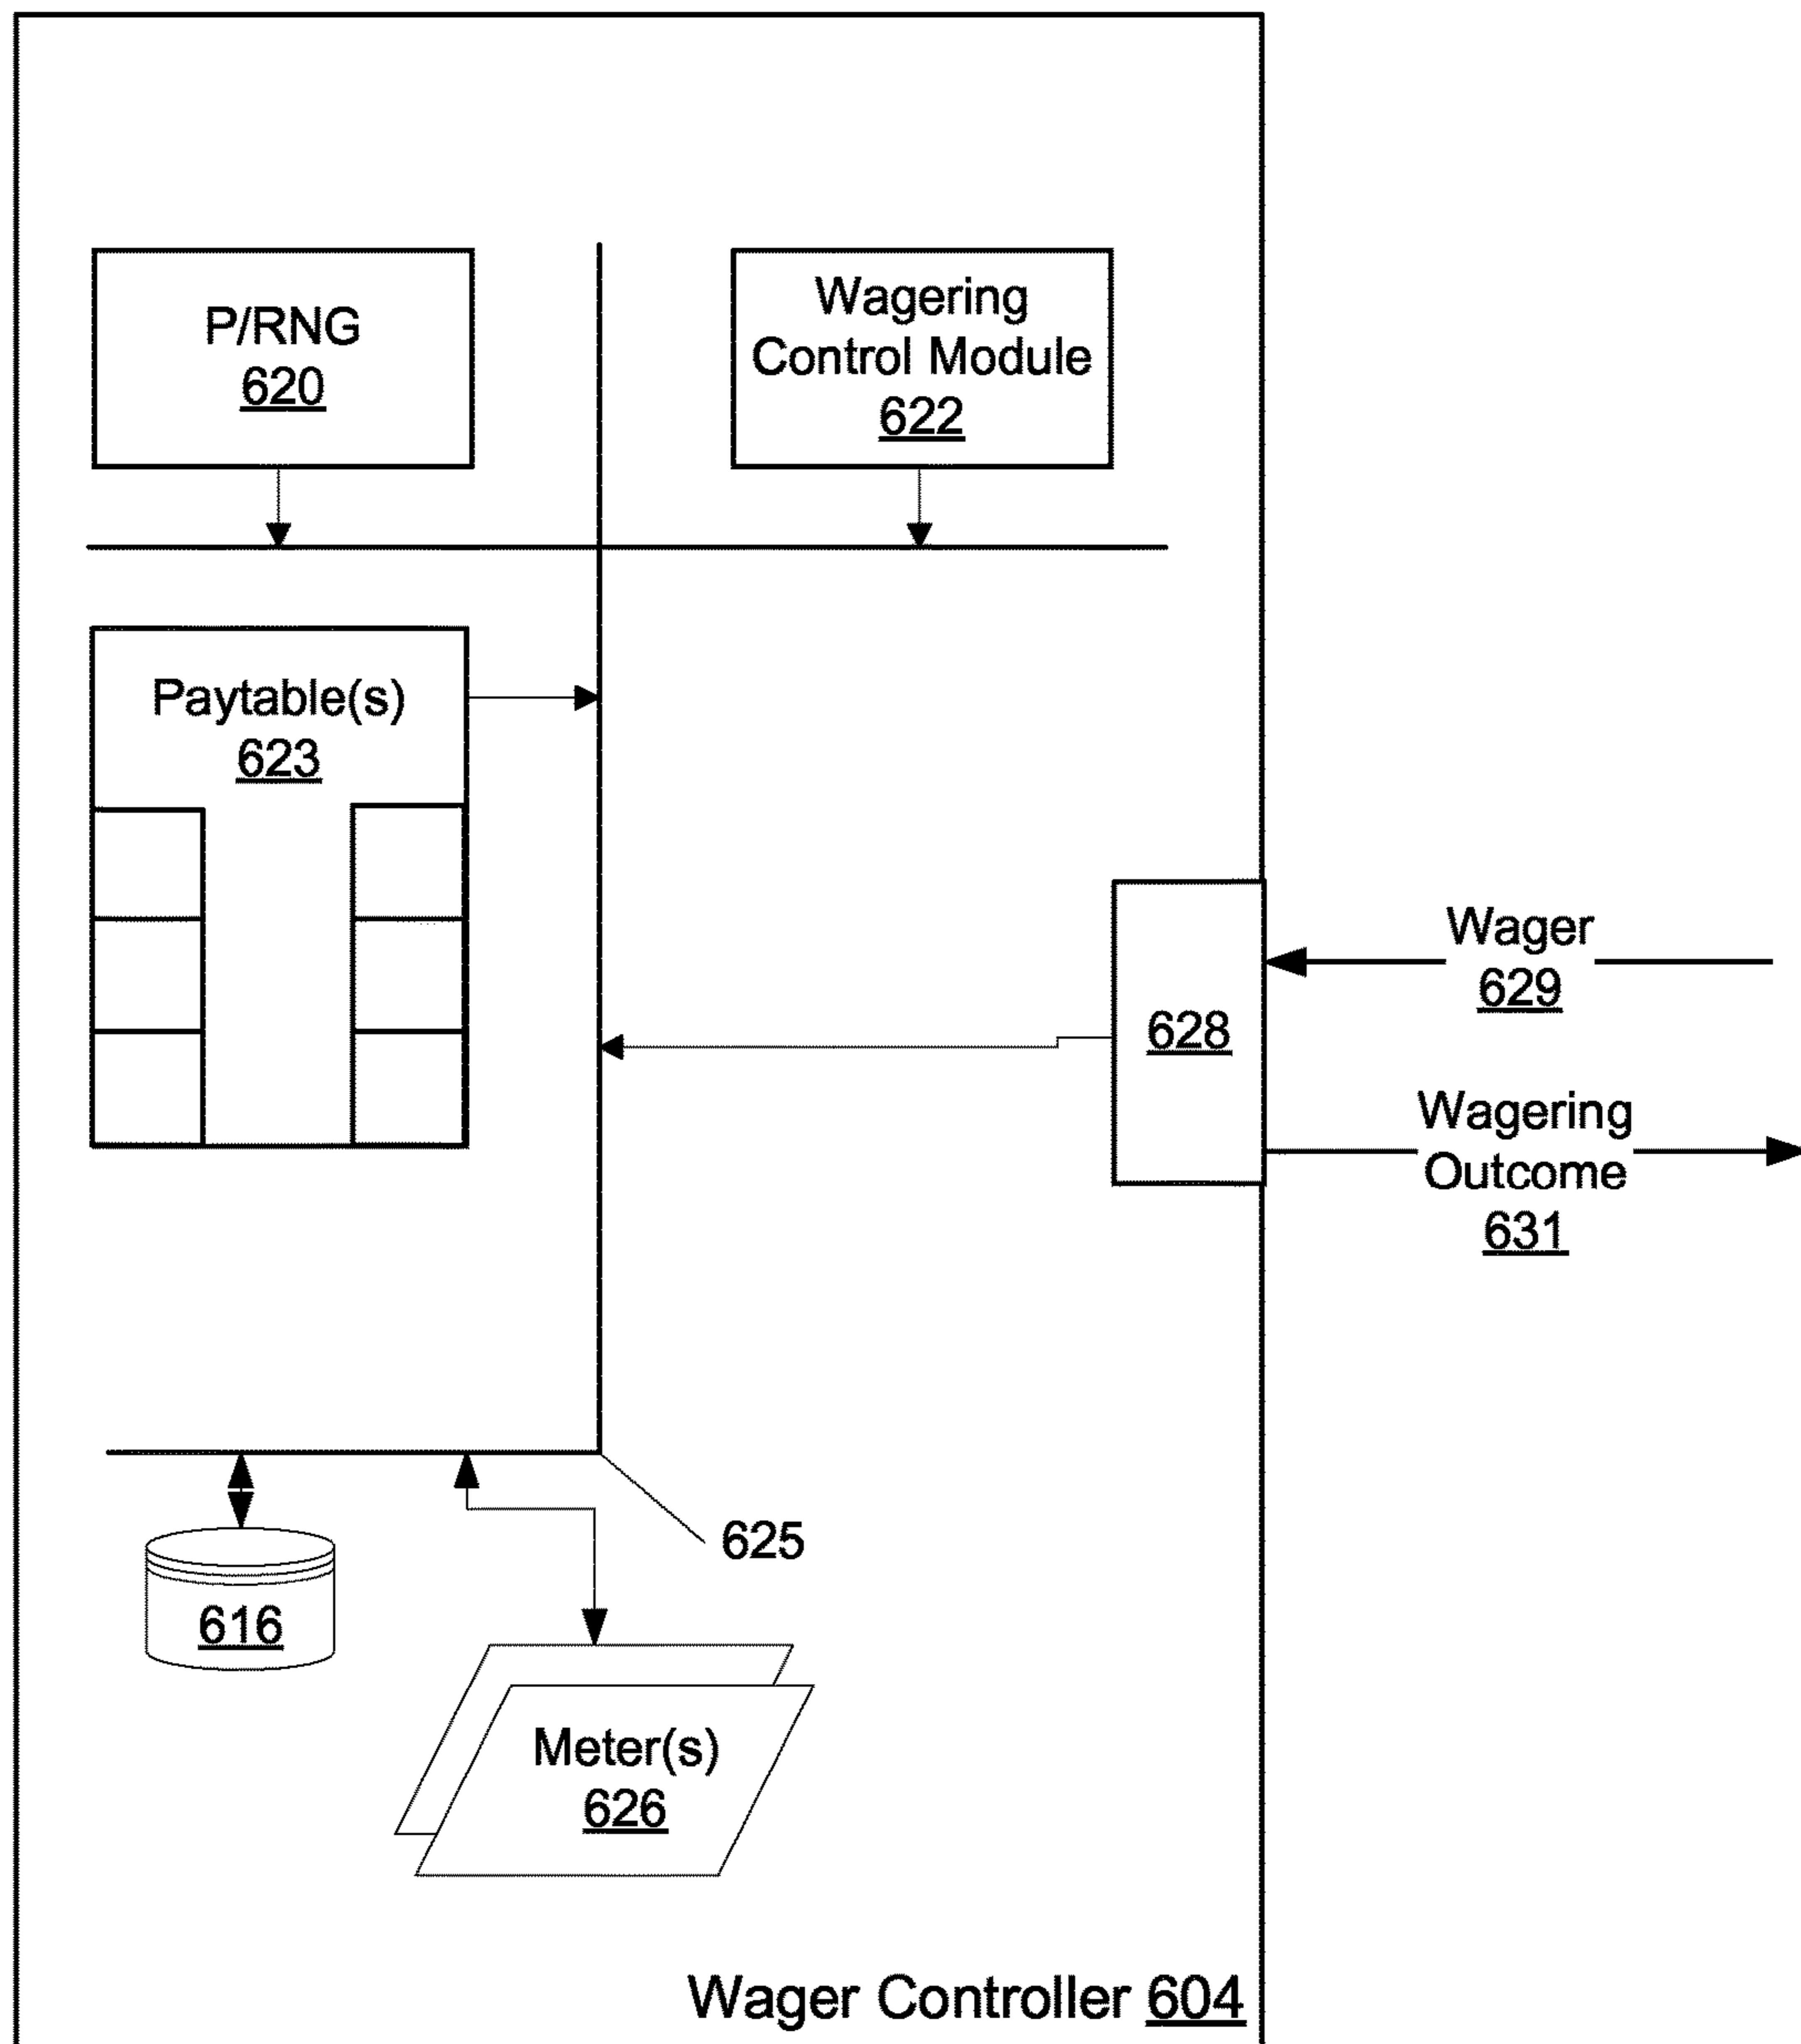 P/RNG
620
Wagering
Control Module
622
Paytable(s)
623
Wager
629
628
Wagering
Outcome
631
625
616
Meter(s)
626
Wager Controller 604